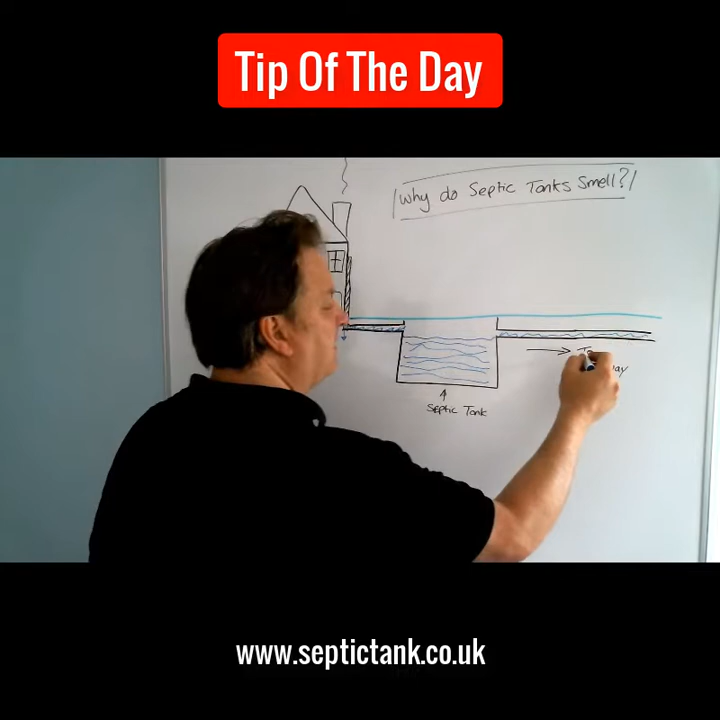 Tip Of The Day
Why do Septic Tanks Smell?
Septic Tank
www.septictank.co.uk